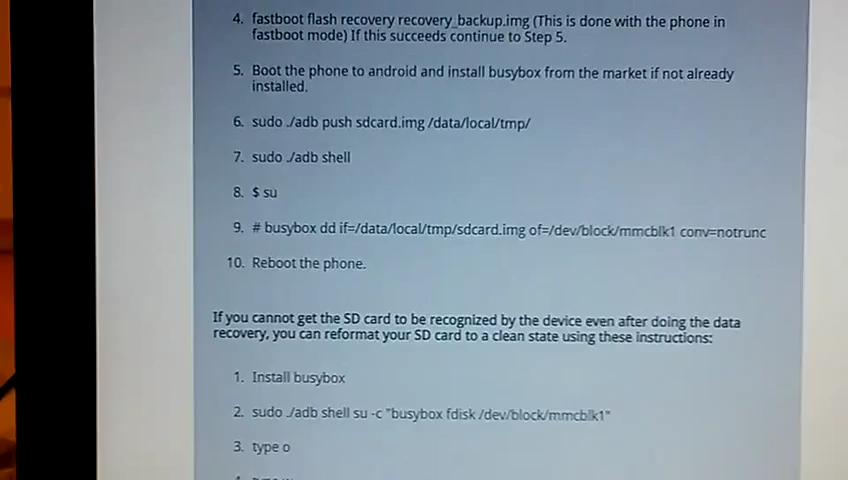 4. fastboot flash recovery recovery_backup.img (This is done with the phone in
fastboot mode) If this succeeds continue to Step 5.
5. Boot the phone to android and install busybox from the market if not already
installed.
6. sudo ./adb push sdcard.img /data/local/tmp/
7. sudo ./adb shell
8. $ su
9. # busybox dd if=/data/local/tmp/sdcard.img of=/dev/block/mmcblk1 conv=notrunc
10. Reboot the phone.
If you cannot get the SD card to be recognized by the device even after doing the data
recovery, you can reformat your SD card to a clean state using these instructions:
1. Install busybox
2. sudo ./adb shell su -c "busybox fdisk /dev/block/mmcblk1"
3. type o